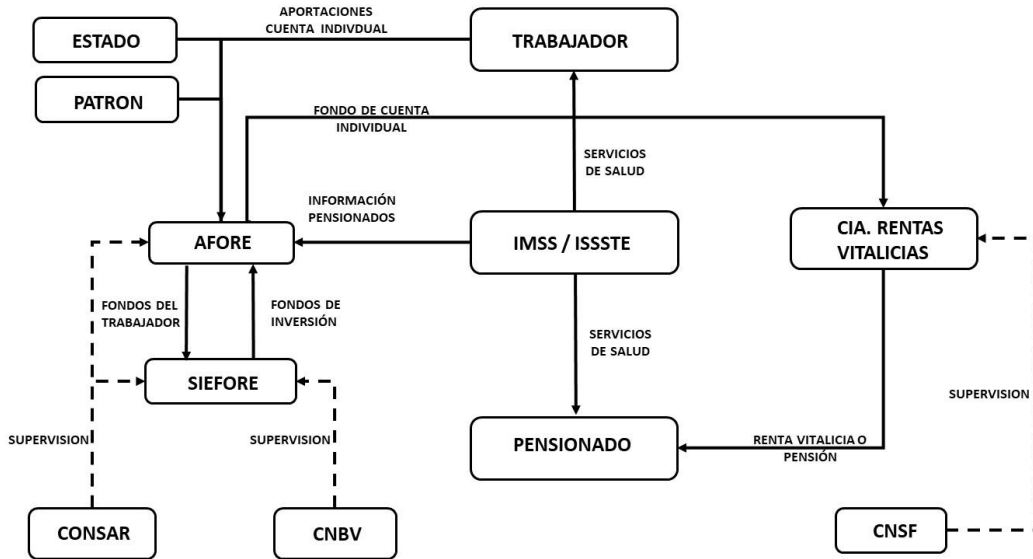 APORTACIONES
CUENTA INDIVDUAL
ESTADO
TRABAJADOR
PATRON
FONDO DE CUENTA
INDIVIDUAL
SERVICIOS
DE SALUD
INFORMACIÓN
PENSIONADOS
AFORE
IMSS / ISSSTE
CIA. RENTAS
VITALICIAS
FONDOS DEL
TRABAJADOR
FONDOS DE
INVERSIÓN
SERVICIOS
DE SALUD
SIEFORE
SUPERVISION
SUPERVISION
SUPERVISION
PENSIONADO
RENTA VITALICIA O
PENSIÓN
CONSAR
CNBV
CNSF